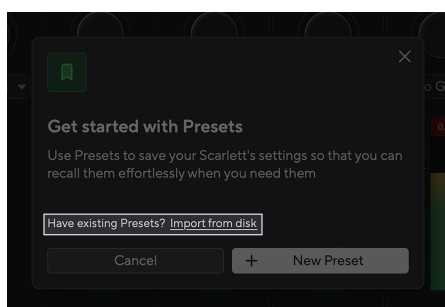 Get started with Presets
Use Presets to save your Scarlett's settings so that you can
recall them effortlessly when you need them
Have existing Presets? Import from disk
Cancel
+ New Preset